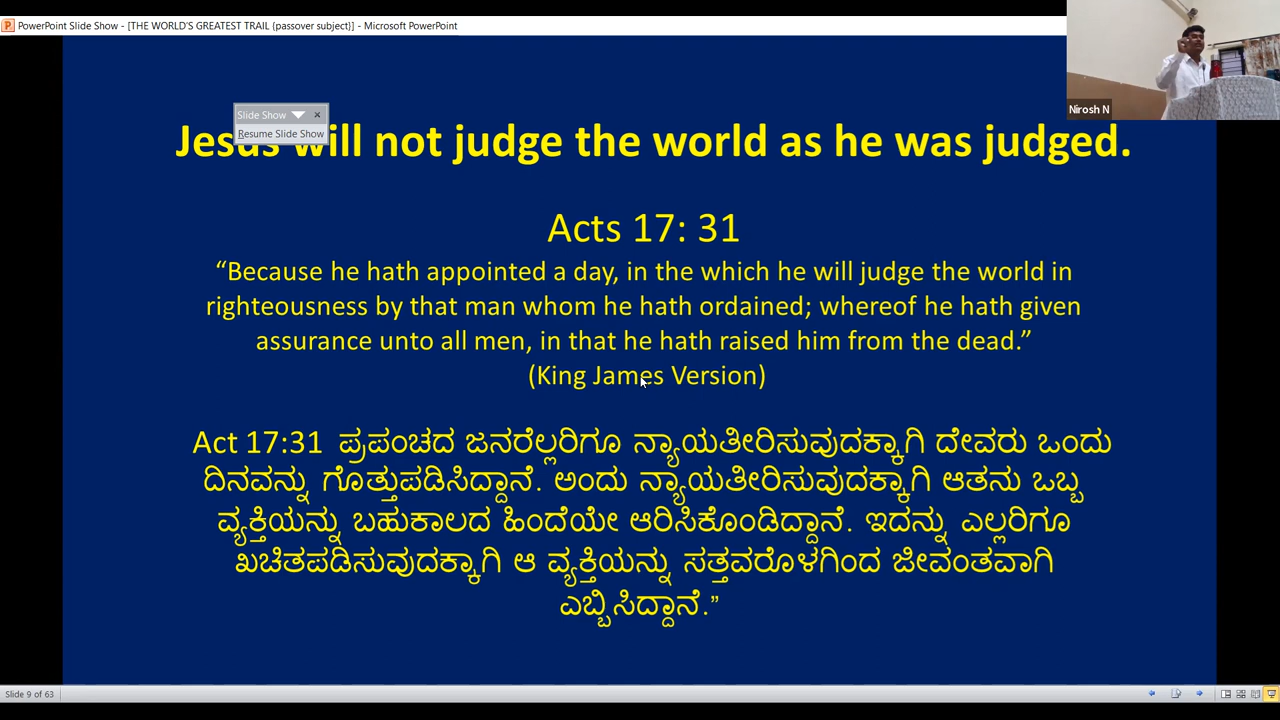 PowerPoint Slide Show - [THE WORLD'S GREATEST TRAIL (passover subject}] - Microsoft PowerPoint
Nirosh N
Slide Show
Resume Slide Show
Jesus will not judge the world as he was judged.
Acts 17: 31
“Because he hath appointed a day, in the which he will judge the world in
righteousness by that man whom he hath ordained; whereof he hath given
assurance unto all men, in that he hath raised him from the dead.”
(King James Version)
Act 17:31 ಪ್ರಪಂಚದ ಜನರೆಲ್ಲರಿಗೂ ನ್ಯಾಯತೀರಿಸುವುದಕ್ಕಾಗಿ ದೇವರು ಒಂದು
ದಿನವನ್ನು ಗೊತ್ತುಪಡಿಸಿದ್ದಾನೆ. ಅಂದು ನ್ಯಾಯತೀರಿಸುವುದಕ್ಕಾಗಿ ಆತನು ಒಬ್ಬ
ವ್ಯಕ್ತಿಯನ್ನು ಬಹುಕಾಲದ ಹಿಂದೆಯೇ ಆರಿಸಿಕೊಂಡಿದ್ದಾನೆ. ಇದನ್ನು ಎಲ್ಲರಿಗೂ
ಖಚಿತಪಡಿಸುವುದಕ್ಕಾಗಿ ಆ ವ್ಯಕ್ತಿಯನ್ನು ಸತ್ತವರೊಳಗಿಂದ ಜೀವಂತವಾಗಿ
ಎಬ್ಬಿಸಿದ್ದಾನೆ.”
Slide 9 of 63